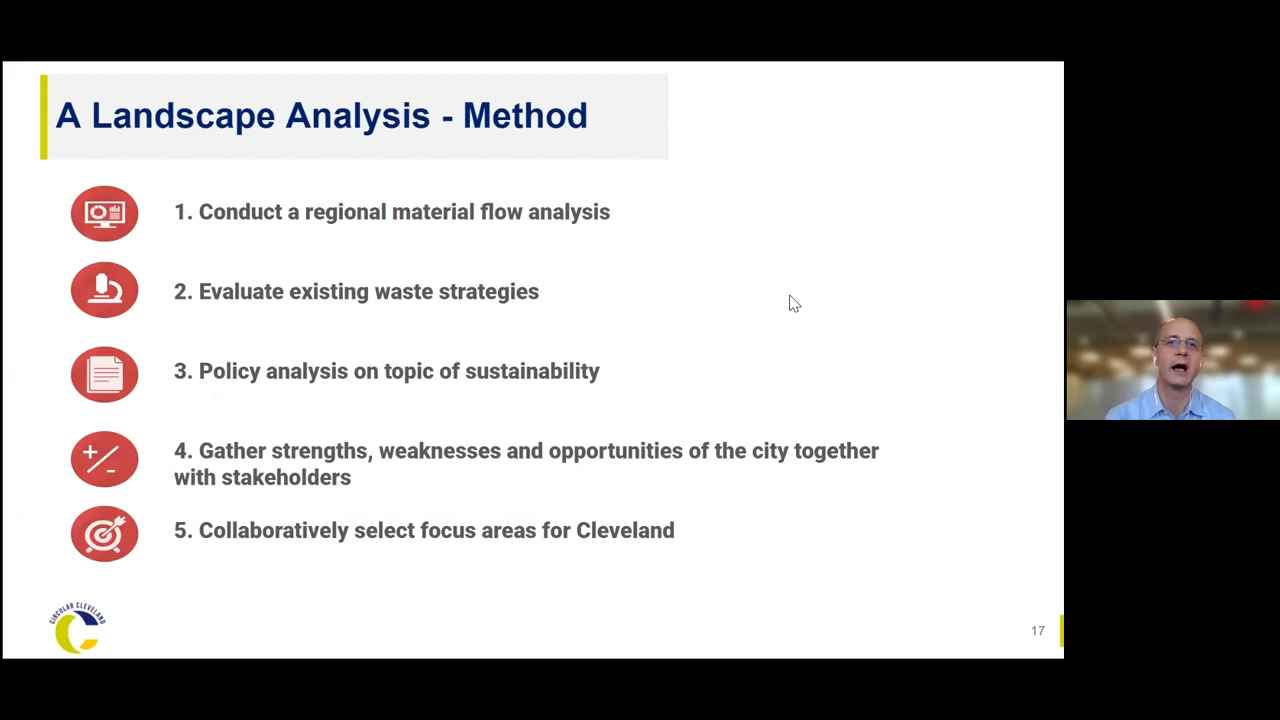 A Landscape Analysis - Method
1. Conduct a regional material flow analysis
2. Evaluate existing waste strategies
3. Policy analysis on topic of sustainability
4. Gather strengths, weaknesses and opportunities of the city together
with stakeholders
5. Collaboratively select focus areas for Cleveland
CIRCULAR CLEVELAND
17